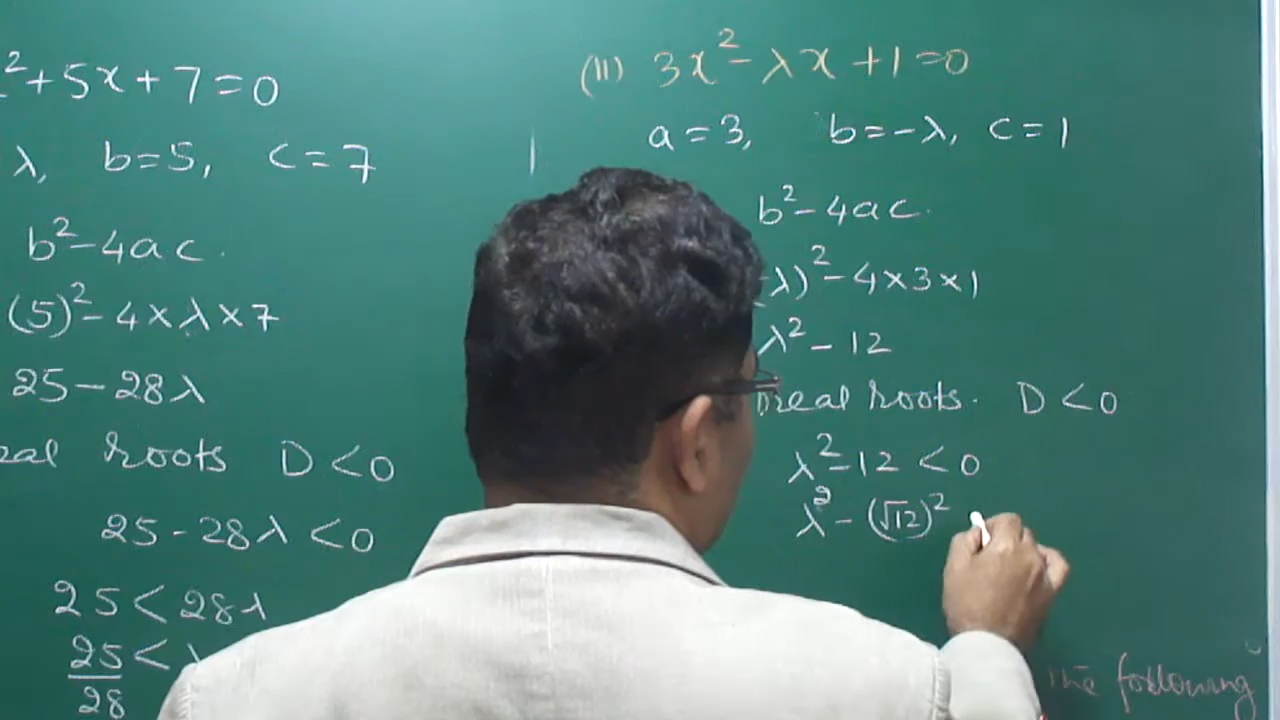 ²+5x+7=0
λ, b=5, c=7
b²-4ac.
(5)²-4×λ×7
25-28λ
roots D<0
25-28λ<0
25<28λ
25/28<λ
(II) 3x²-λx+1=0
a=3, b=-λ, c=1
b²-4ac.
-λ)²-4×3×1
λ²-12
real roots. D<0
λ²-12<0
λ²-(√12)²
the following